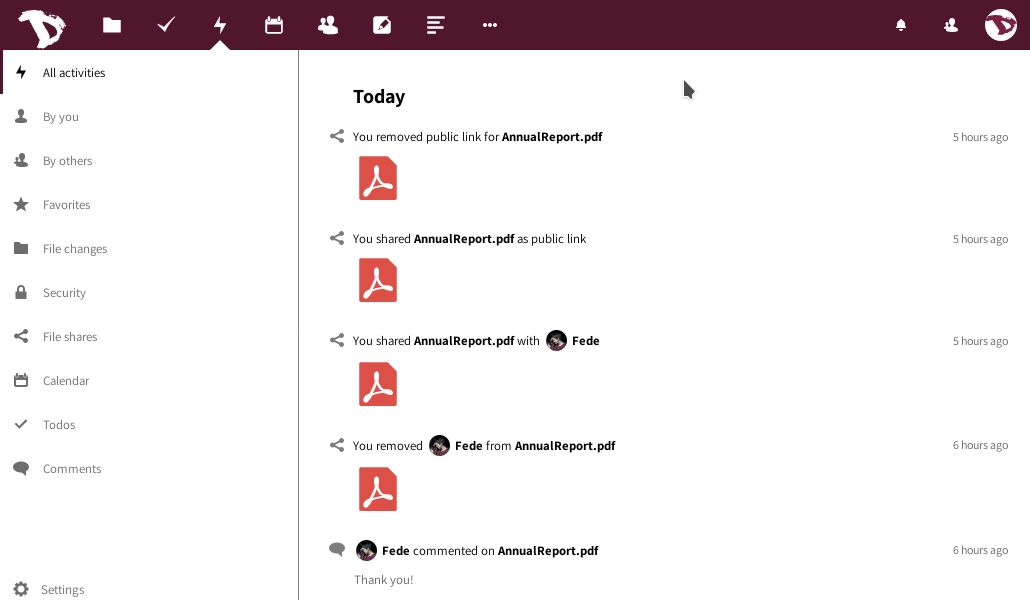 All activities
By you
By others
Favorites
File changes
Security
File shares
Calendar
Todos
Comments
Settings
Today
You removed public link for AnnualReport.pdf 5 hours ago
You shared AnnualReport.pdf as public link 5 hours ago
You shared AnnualReport.pdf with Fede 5 hours ago
You removed Fede from AnnualReport.pdf 6 hours ago
Fede commented on AnnualReport.pdf 6 hours ago
Thank you!